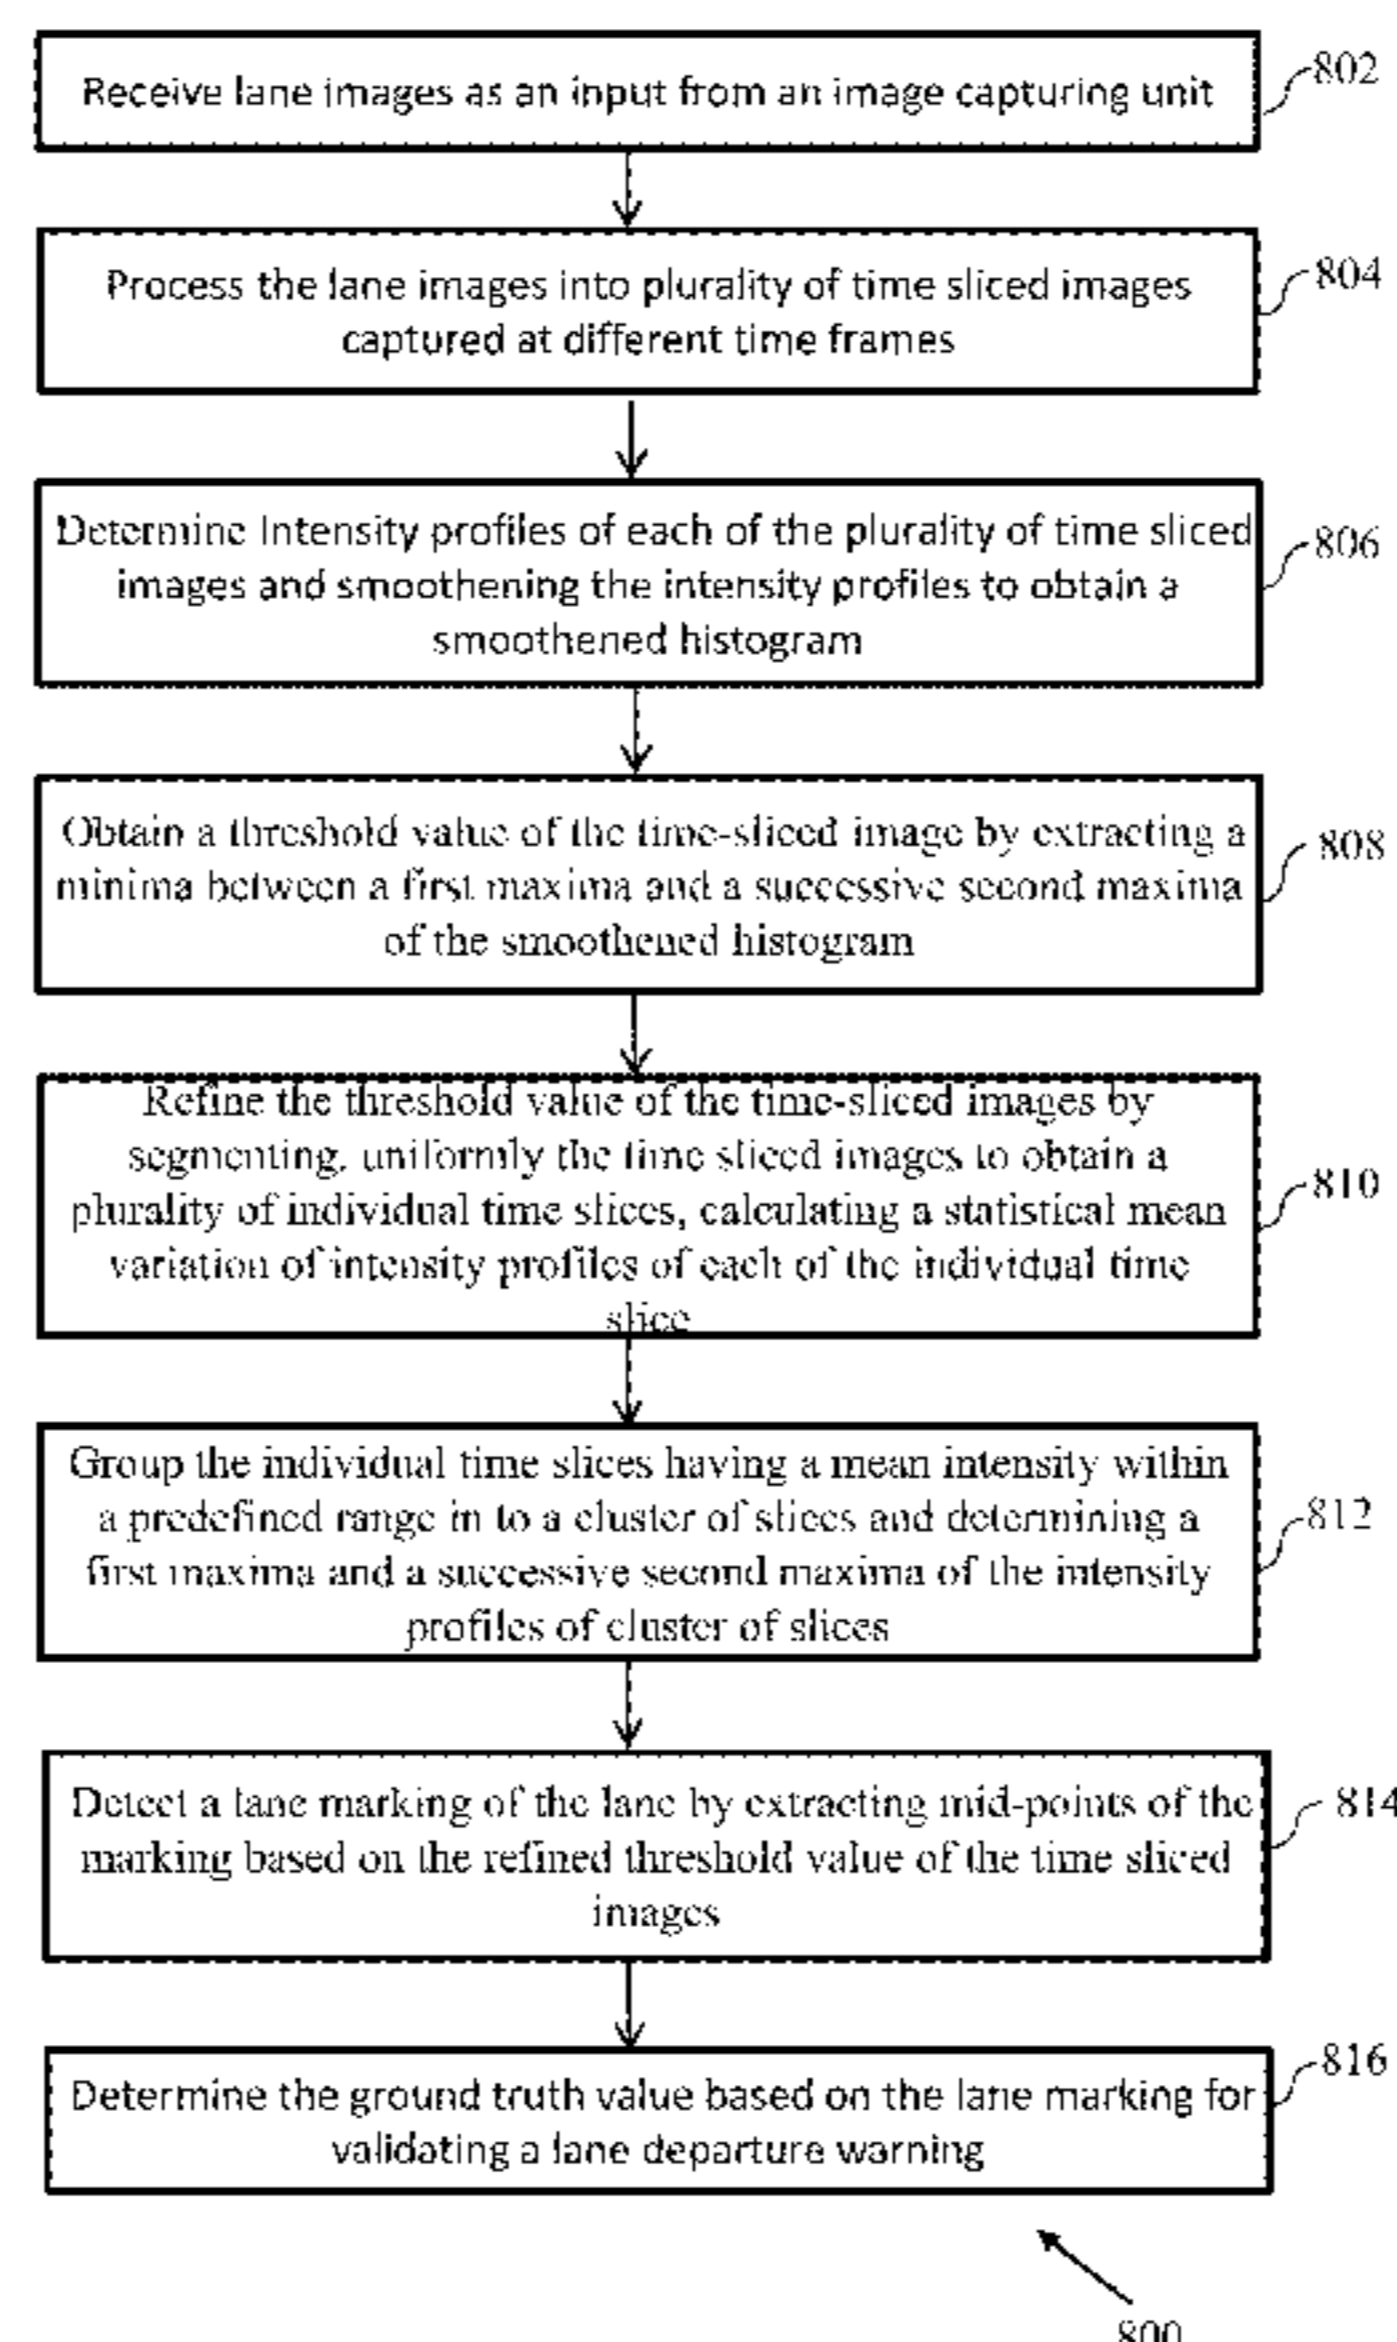 Receive lane images as an input from an image capturing unit
802
Process the lane images into plurality of time sliced images
captured at different time frames
804
Determine Intensity profiles of each of the plurality of time sliced
images and smoothening the intensity profiles to obtain a
smoothened histogram
806
Obtain a threshold value of the time-sliced image by extracting a
minima between a first maxima and a successive second maxima
of the smoothened histogram
808
Refine the threshold value of the time-sliced images by
segmenting, uniformly the time sliced images to obtain a
plurality of individual time slices, calculating a statistical mean
variation of intensity profiles of each of the individual time
slice
810
Group the individual time slices having a mean intensity within
a predefined range in to a cluster of slices and determining a
first maxima and a successive second maxima of the intensity
profiles of cluster of slices
812
Detect a lane marking of the lane by extracting mid-points of the
marking based on the refined threshold value of the time sliced
images
814
Determine the ground truth value based on the lane marking for
validating a lane departure warning
816
800